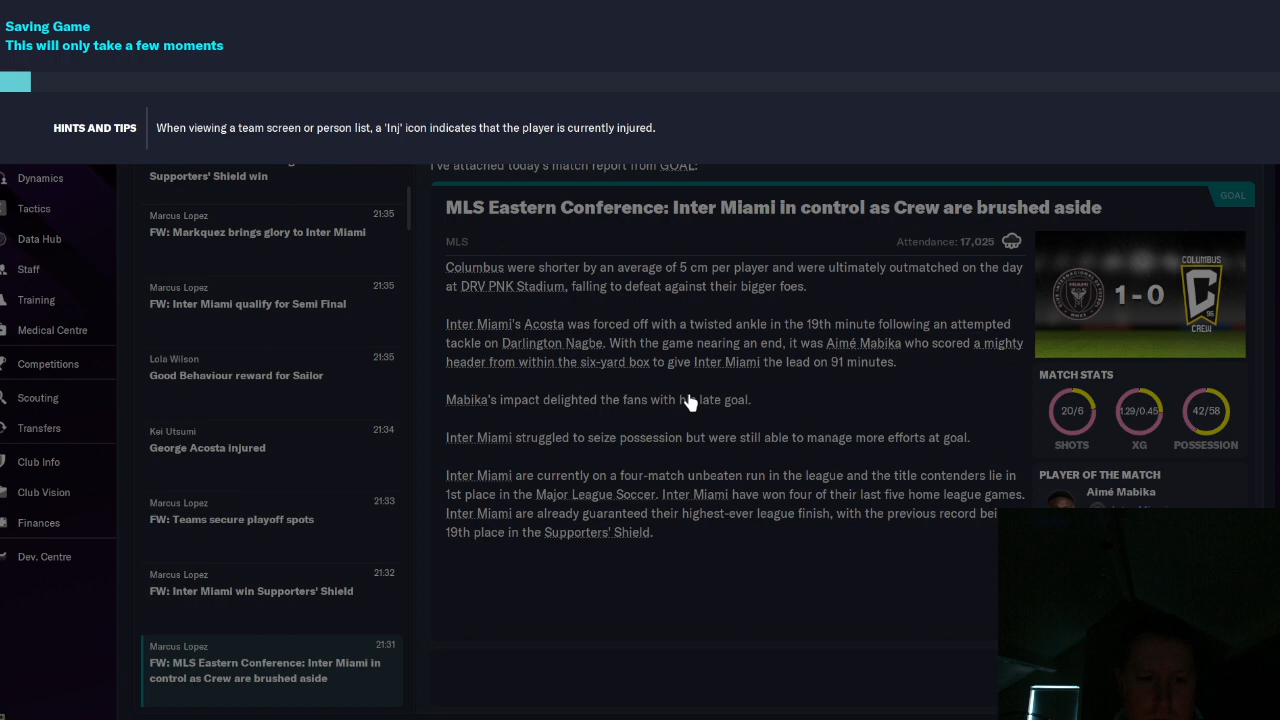 Saving Game
This will only take a few moments
HINTS AND TIPS
When viewing a team screen or person list, a 'Inj' icon indicates that the player is currently injured.
Dynamics
Tactics
Data Hub
Staff
Training
Medical Centre
Competitions
Scouting
Transfers
Club Info
Club Vision
Finances
Dev. Centre
Supporters' Shield win
Marcus Lopez 21:35
FW: Markquez brings glory to Inter Miami
Marcus Lopez 21:35
FW: Inter Miami qualify for Semi Final
Lola Wilson 21:35
Good Behaviour reward for Sailor
Kei Utsumi 21:34
George Acosta injured
Marcus Lopez 21:33
FW: Teams secure playoff spots
Marcus Lopez 21:32
FW: Inter Miami win Supporters' Shield
Marcus Lopez 21:31
FW: MLS Eastern Conference: Inter Miami in
control as Crew are brushed aside
I've attached today's match report from GOAL:
GOAL
MLS Eastern Conference: Inter Miami in control as Crew are brushed aside
MLS Attendance: 17,025
Columbus were shorter by an average of 5 cm per player and were ultimately outmatched on the day
at DRV PNK Stadium, falling to defeat against their bigger foes.
Inter Miami's Acosta was forced off with a twisted ankle in the 19th minute following an attempted
tackle on Darlington Nagbe. With the game nearing an end, it was Aimé Mabika who scored a mighty
header from within the six-yard box to give Inter Miami the lead on 91 minutes.
Mabika's impact delighted the fans with late goal.
Inter Miami struggled to seize possession but were still able to manage more efforts at goal.
Inter Miami are currently on a four-match unbeaten run in the league and the title contenders lie in
1st place in the Major League Soccer. Inter Miami have won four of their last five home league games.
Inter Miami are already guaranteed their highest-ever league finish, with the previous record
19th place in the Supporters' Shield.
COLUMBUS
1-0
96
CREW
MATCH STATS
20/6 1.29/0.45 42/58
SHOTS XG POSSESSION
PLAYER OF THE MATCH
Aimé Mabika